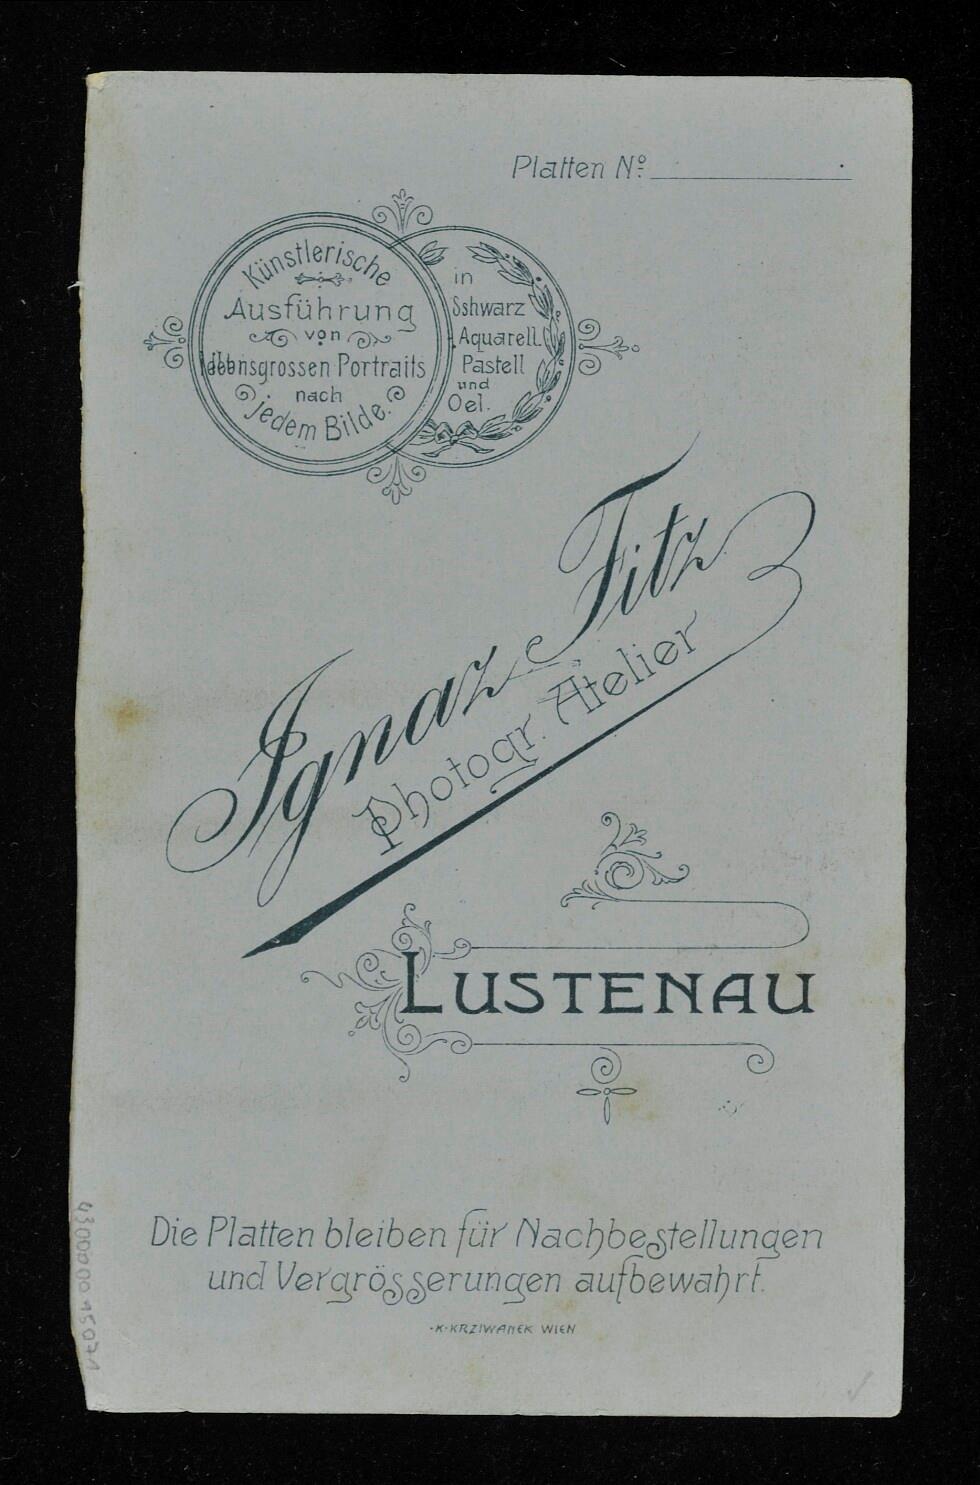 Platten Nº
Künstlerische
Ausführung
von
lebensgrossen Portraits
nach
jedem Bilde.
in
Sshwarz
Aquarell.
Pastell
und
Oel.
Ignaz Fitz
Photogr. Atelier
LUSTENAU
Die Platten bleiben für Nachbestellungen
und Vergrösserungen aufbewahrt.
·K·KRZIWANEK WIEN